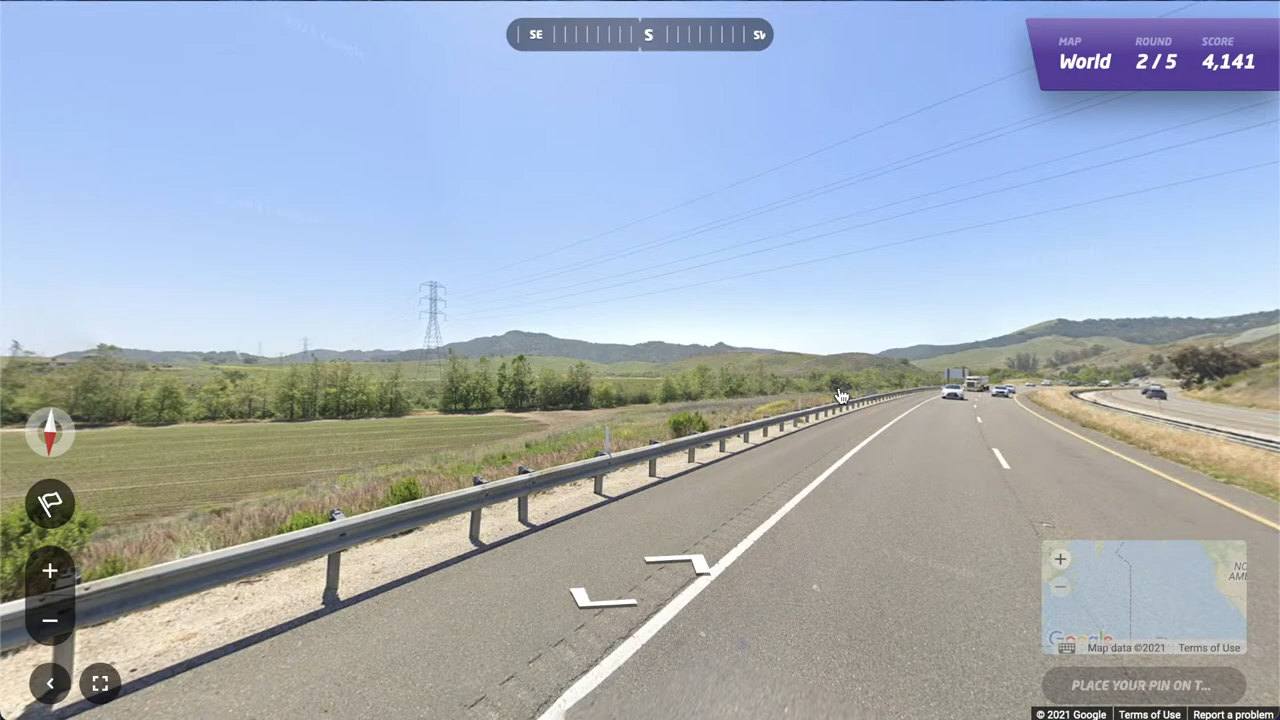 SE
S
MAP
World
ROUND
2 / 5
SCORE
4,141
Google
Map data ©2021
Terms of Use
PLACE YOUR PIN ON T...
© 2021 Google
Terms of Use
Report a problem